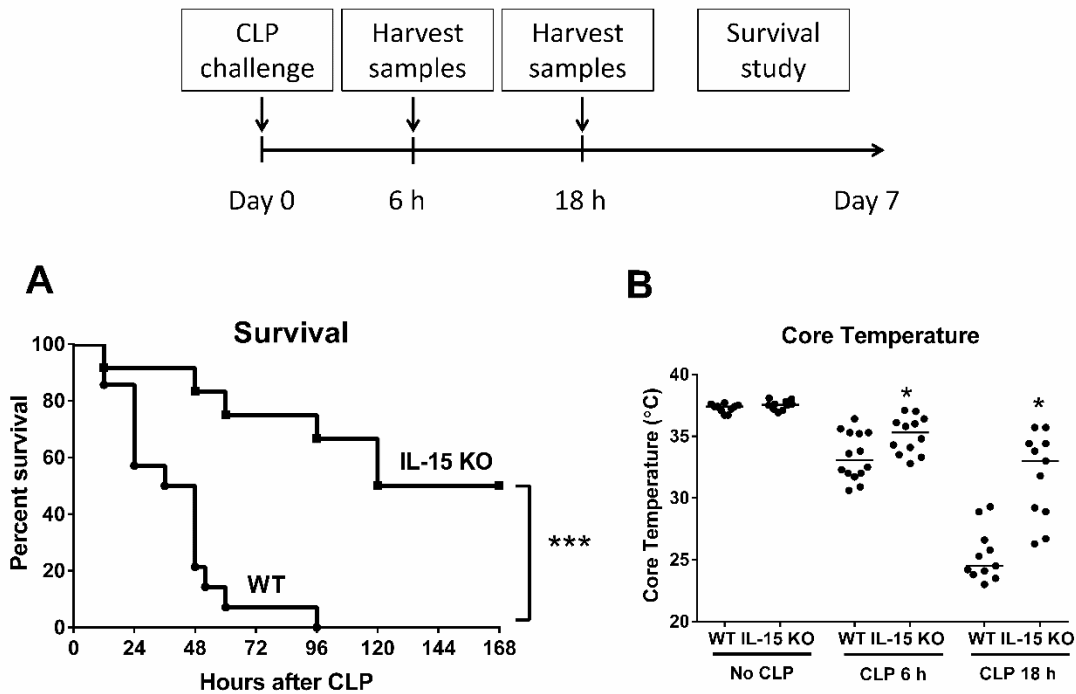 CLP
challenge
Harvest
samples
Harvest
samples
Survival
study
Day 0
6 h
18 h
Day 7
A
Survival
Percent survival
100
80
60
40
20
0
IL-15 KO
WT
***
0 24 48 72 96 120 144 168
Hours after CLP
B
Core Temperature
Core Temperature (°C)
40
35
30
25
20
*
*
WT IL-15 KO WT IL-15 KO WT IL-15 KO
No CLP CLP 6 h CLP 18 h